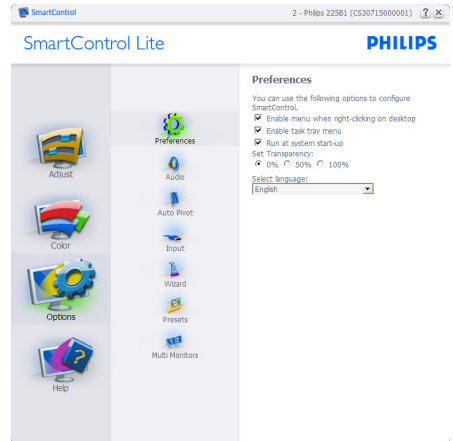 SmartControl
2 - Philips 225B1 (CS30715000001)
?
SmartControl Lite
PHILIPS
Adjust
Color
Options
Help
Preferences
Audio
Auto Pivot
Input
Wizard
Presets
Multi Monitors
Preferences
You can use the following options to configure
SmartControl.
Enable menu when right-clicking on desktop
Enable task tray menu
Run at system start-up
Set Transparency:
0% 50% 100%
Select language:
English